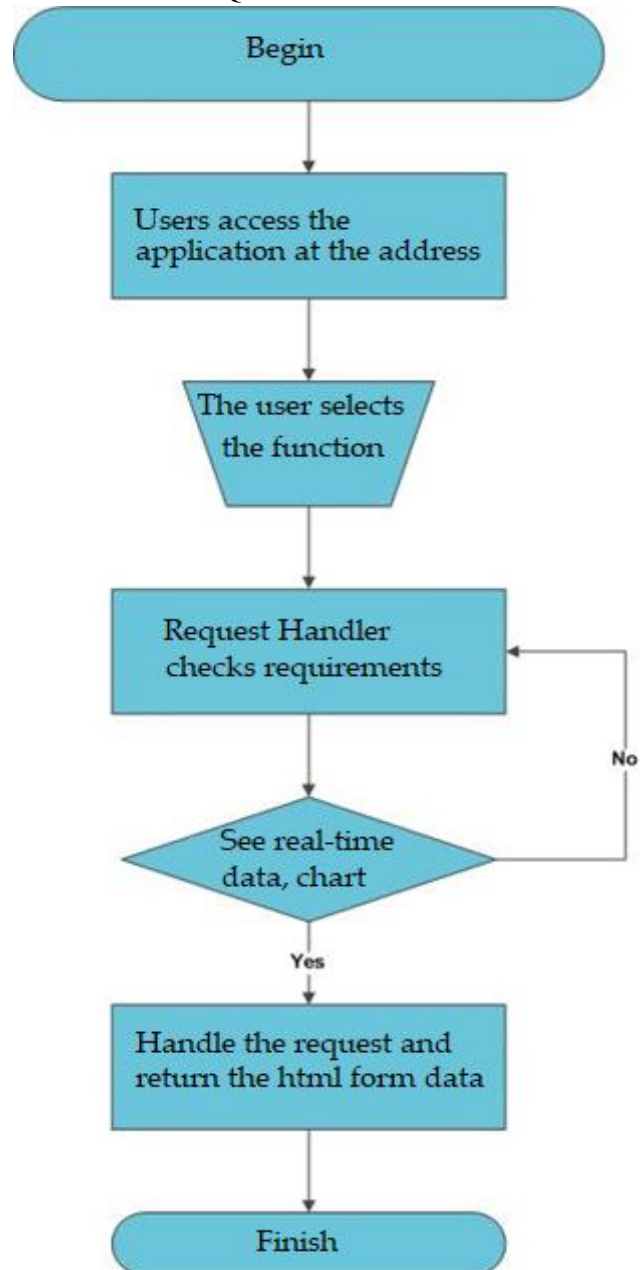 Begin
Users access the
application at the address
The user selects
the function
Request Handler
checks requirements
No
See real-time
data, chart
Yes
Handle the request and
return the html form data
Finish